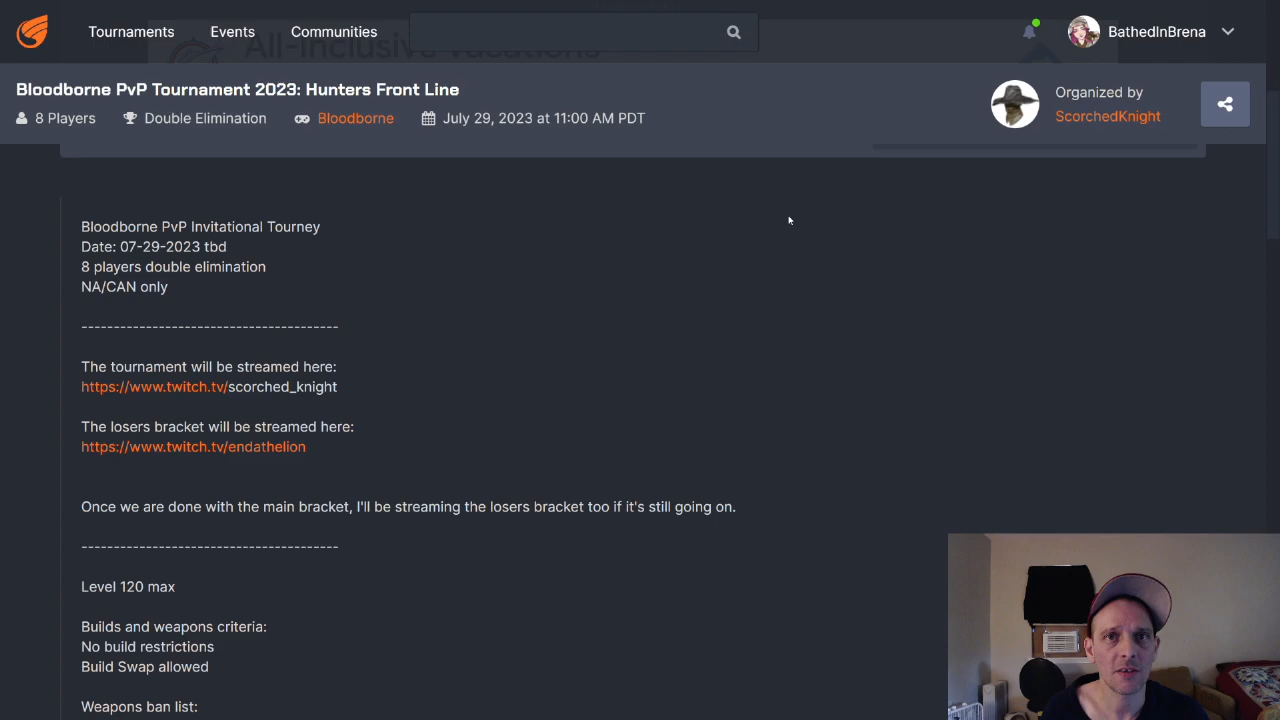 Tournaments Events Communities BathedInBrena
All-Inclusive Vacations
Bloodborne PvP Tournament 2023: Hunters Front Line
8 Players Double Elimination Bloodborne July 29, 2023 at 11:00 AM PDT
Organized by
ScorchedKnight
Bloodborne PvP Invitational Tourney
Date: 07-29-2023 tbd
8 players double elimination
NA/CAN only
----------------------------------------
The tournament will be streamed here:
https://www.twitch.tv/scorched_knight
The losers bracket will be streamed here:
https://www.twitch.tv/endathelion
Once we are done with the main bracket, I'll be streaming the losers bracket too if it's still going on.
----------------------------------------
Level 120 max
Builds and weapons criteria:
No build restrictions
Build Swap allowed
Weapons ban list: